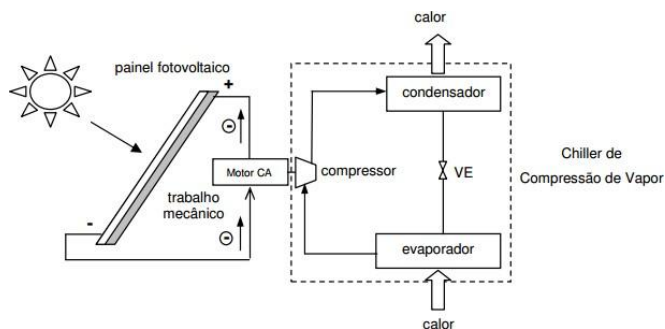 calor
painel fotovoltaico
+
condensador
Motor CA
compressor
VE
Chiller de
Compressão de Vapor
trabalho
mecânico
-
evaporador
calor